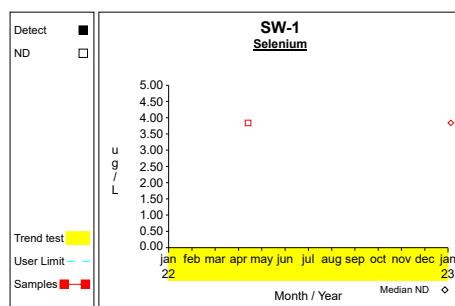 Detect
ND
Trend test
User Limit
Samples
SW-1
Selenium
ug/L
5.00
4.50
4.00
3.50
3.00
2.50
2.00
1.50
1.00
0.50
0.00
jan feb mar apr may jun jul aug sep oct nov dec jan
22 23
Month / Year
Median ND